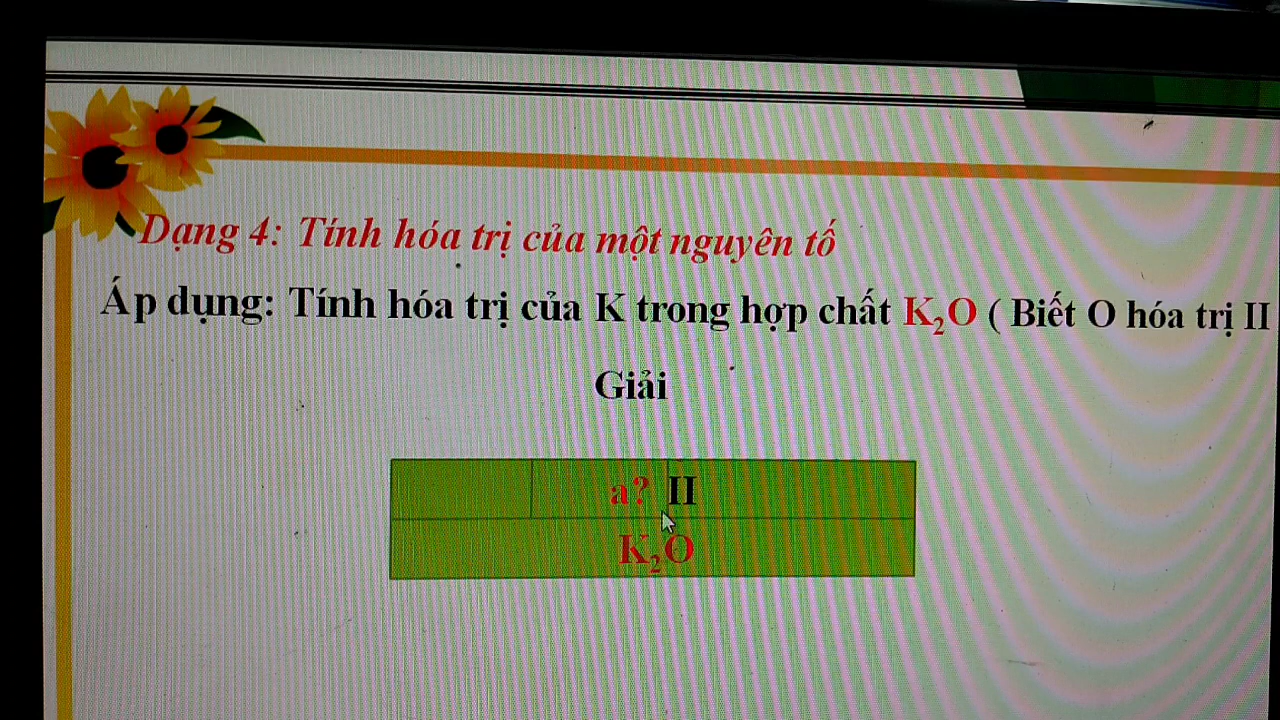 Dạng 4: Tính hóa trị của một nguyên tố
Áp dụng: Tính hóa trị của K trong hợp chất K₂O ( Biết O hóa trị II
Giải
a? II
K₂O